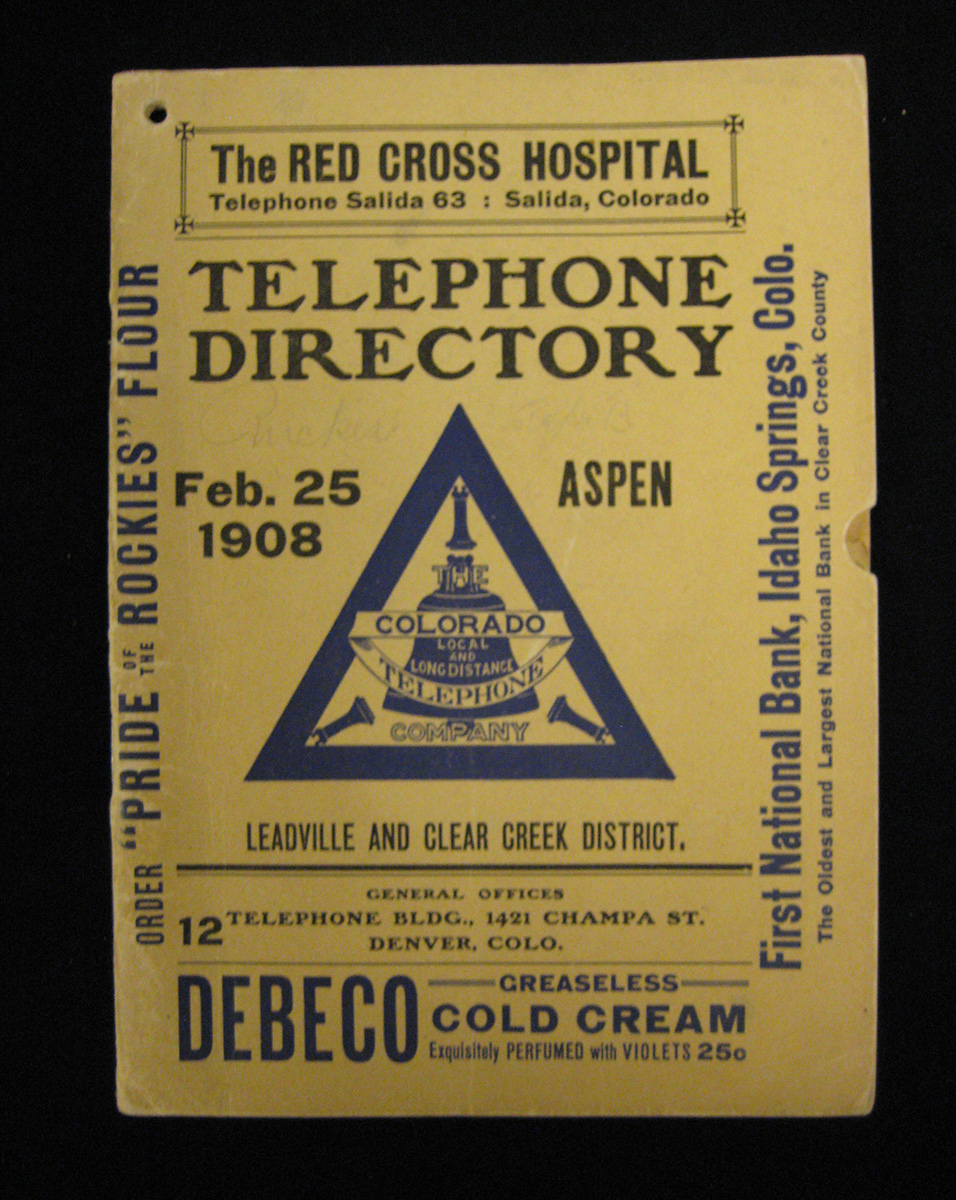 The RED CROSS HOSPITAL
Telephone Salida 63 : Salida, Colorado
TELEPHONE
DIRECTORY
Feb. 25
1908
ASPEN
THE
COLORADO
LOCAL
AND
LONG DISTANCE
TELEPHONE
COMPANY
LEADVILLE AND CLEAR CREEK DISTRICT.
GENERAL OFFICES
12 TELEPHONE BLDG., 1421 CHAMPA ST.
DENVER, COLO.
DEBECO
GREASELESS
COLD CREAM
Exquisitely PERFUMED with VIOLETS 25c
ORDER "PRIDE OF THE ROCKIES" FLOUR
First National Bank, Idaho Springs, Colo.
The Oldest and Largest National Bank in Clear Creek County